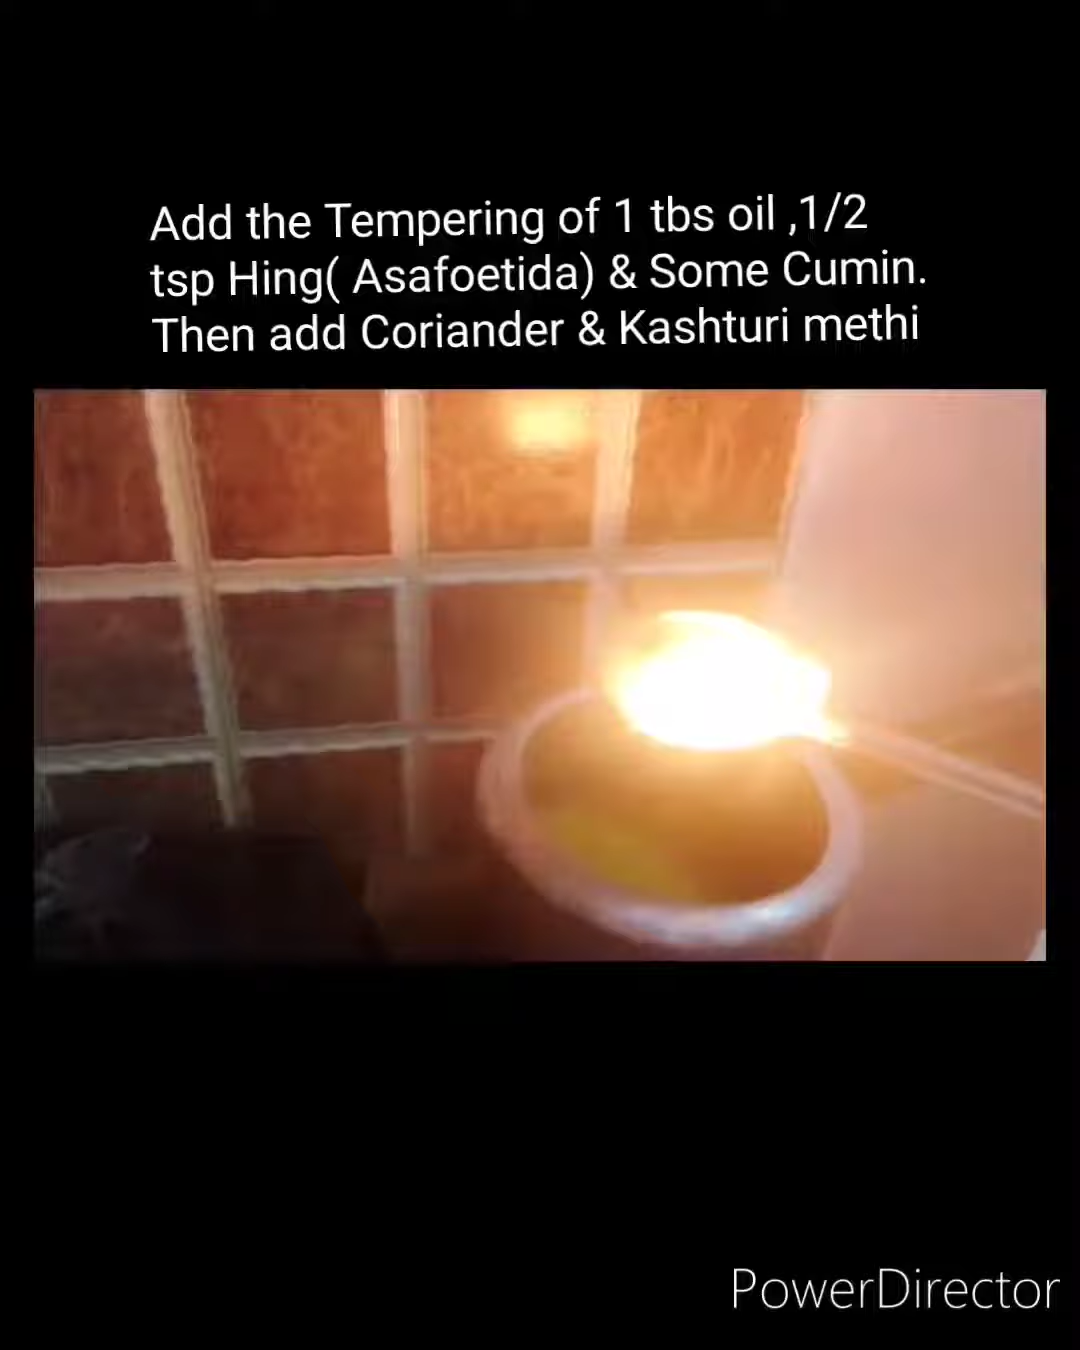 Add the Tempering of 1 tbs oil ,1/2
tsp Hing( Asafoetida) & Some Cumin.
Then add Coriander & Kashturi methi
PowerDirector